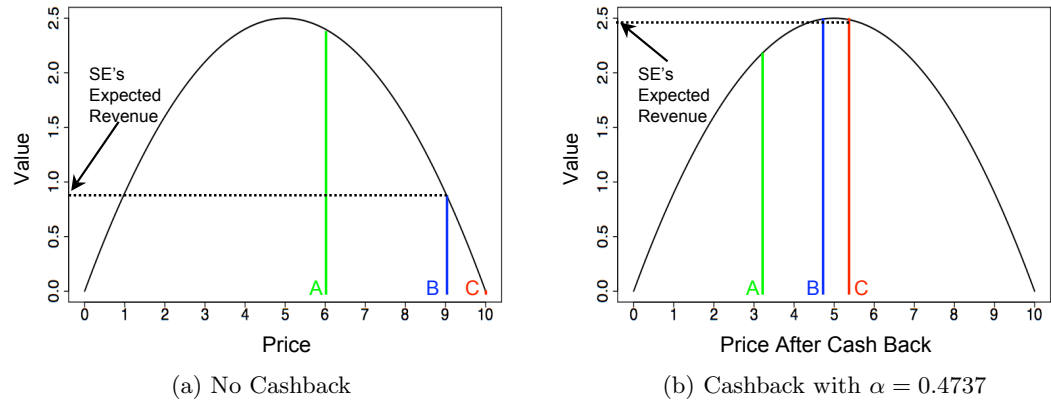 2.5
2.0
1.5
1.0
0.5
0.0
Value
SE's
Expected
Revenue
A
B
C
0 1 2 3 4 5 6 7 8 9 10
Price
(a) No Cashback
2.5
2.0
1.5
1.0
0.5
0.0
Value
SE's
Expected
Revenue
A
B
C
0 1 2 3 4 5 6 7 8 9 10
Price After Cash Back
(b) Cashback with α = 0.4737